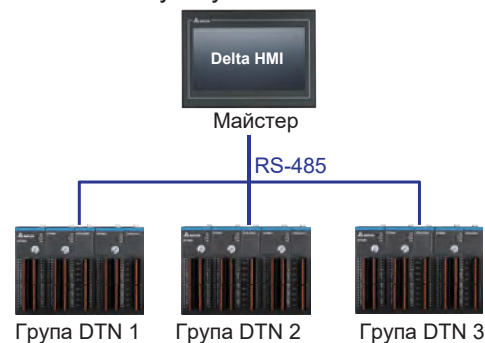 Delta HMI
Майстер
RS-485
Група DTN 1
Група DTN 2
Група DTN 3